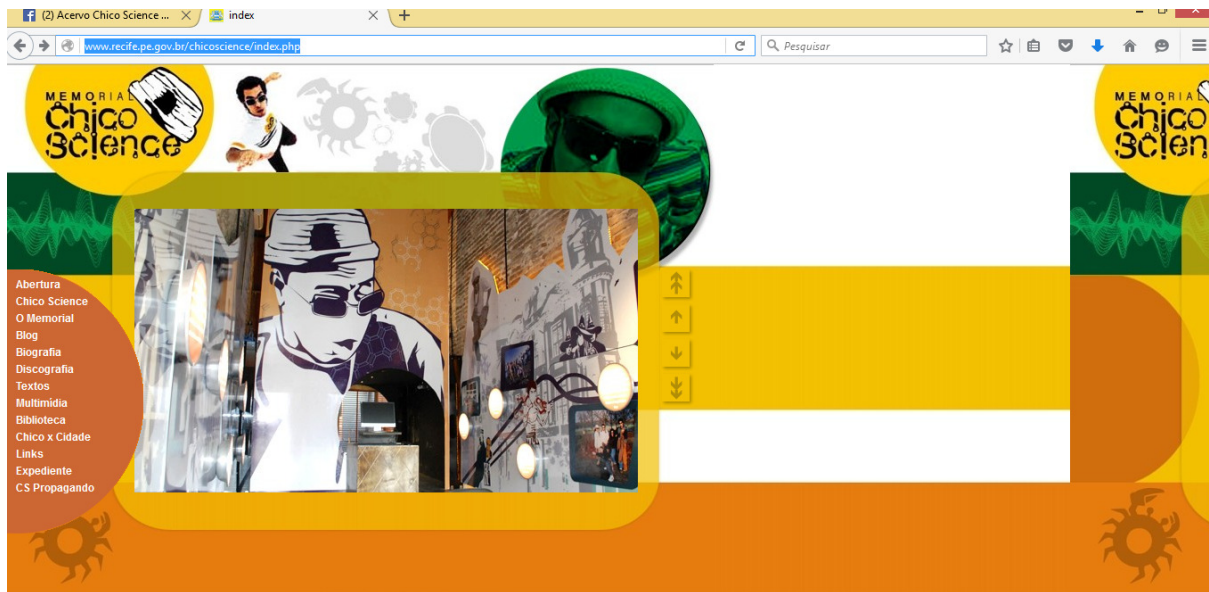 (2) Acervo Chico Science ...
index
www.recife.pe.gov.br/chicoscience/index.php
Pesquisar
MEMORIAL
Chico
Science
MEMORIAL
Chico
Scien
Abertura
Chico Science
O Memorial
Blog
Biografia
Discografia
Textos
Multimídia
Biblioteca
Chico x Cidade
Links
Expediente
CS Propagando